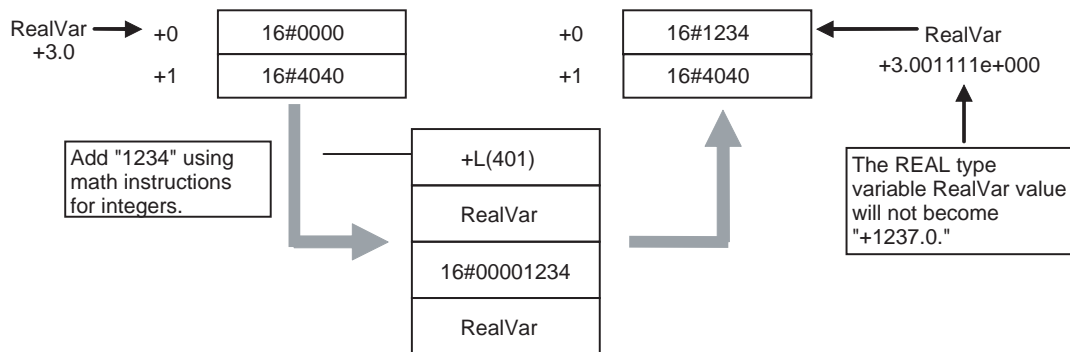 RealVar
+3.0
+0
16#0000
+1
16#4040
+0
16#1234
+1
16#4040
RealVar
+3.001111e+000
Add "1234" using
math instructions
for integers.
+L(401)
RealVar
16#00001234
RealVar
The REAL type
variable RealVar value
will not become
"+1237.0."